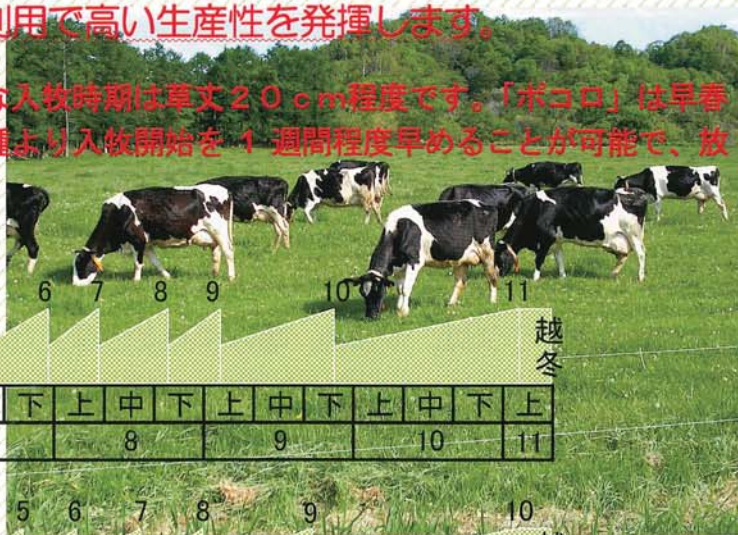 利用で高い生産性を発揮します。
な入牧時期は草丈20cm程度です。「ポコロ」は早春
種より入牧開始を1週間程度早めることが可能で、放
6 7 8 9 10 11
越冬
下 上 中 下 上 中 下 上 中 下 上
8 9 10 11
5 6 7 8 9 10